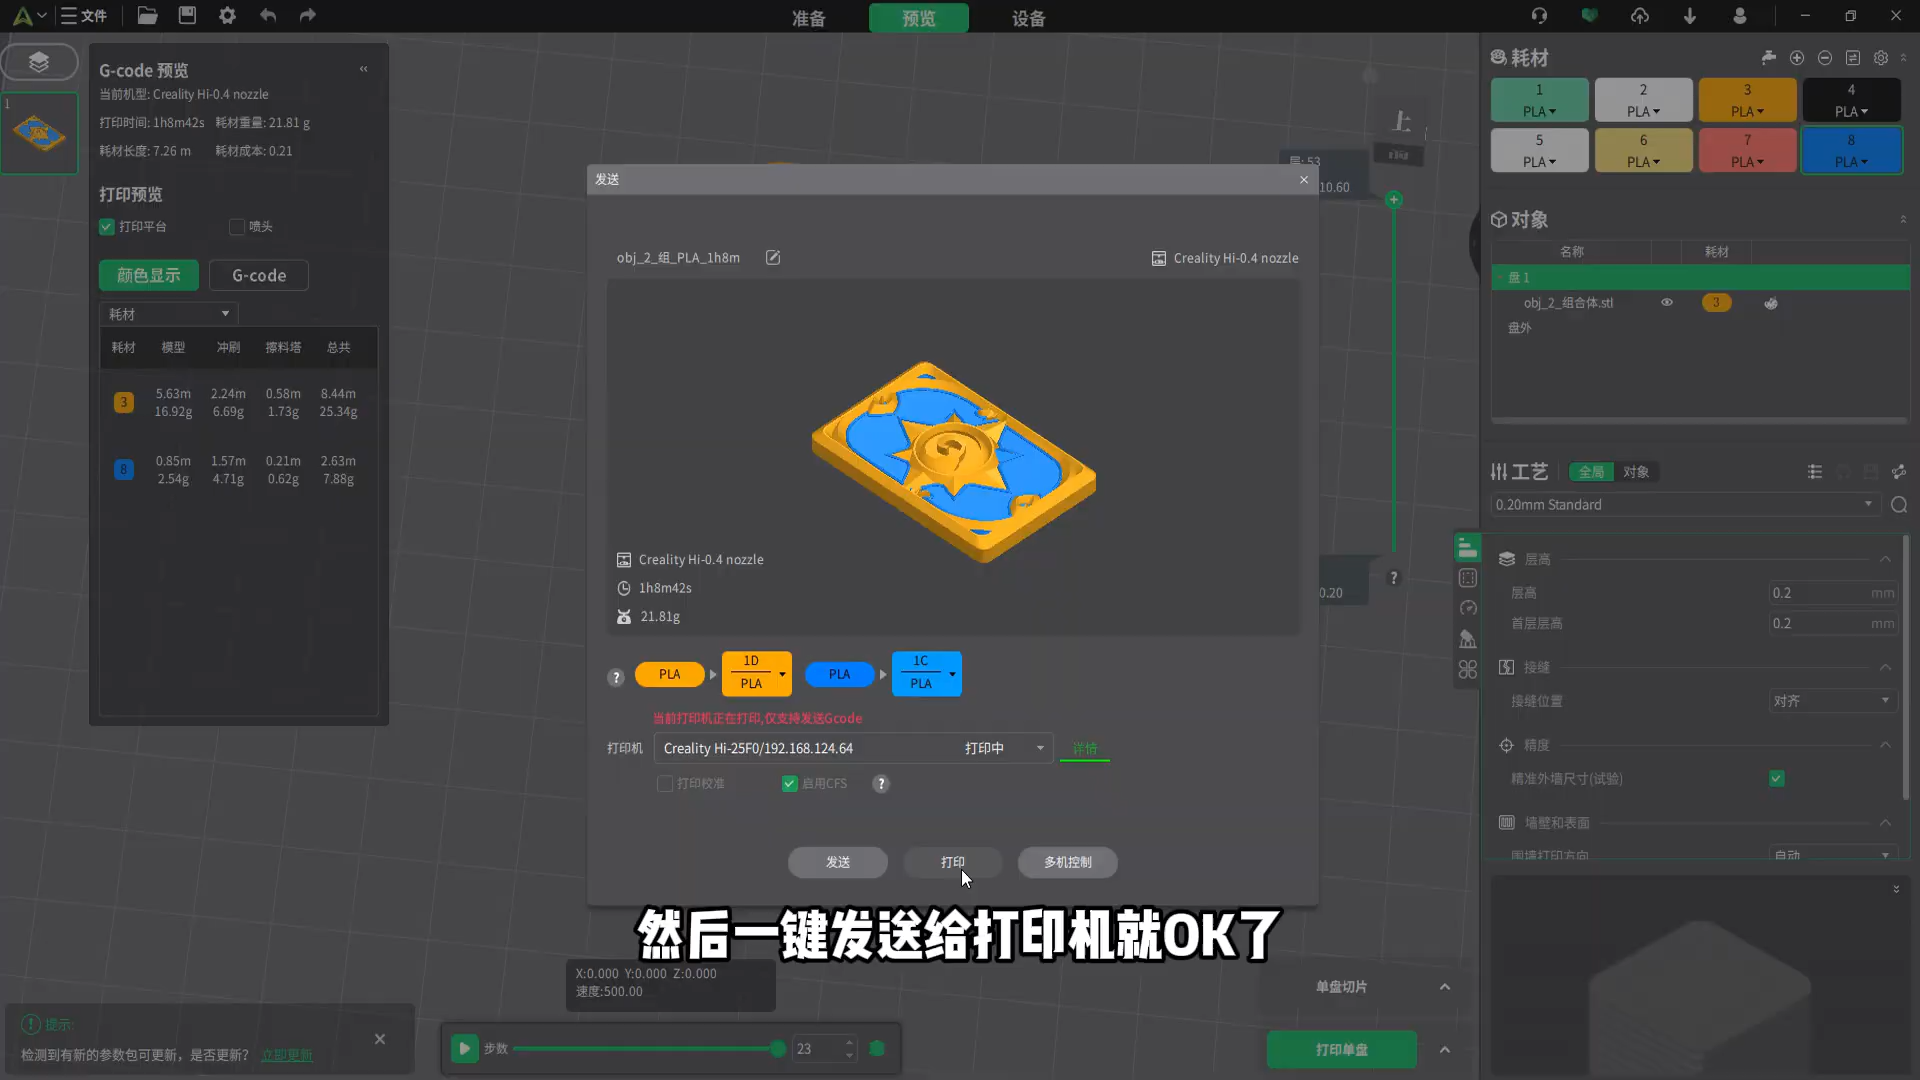 文件
准备
预览
设备
G-code 预览
当前机型: Creality Hi-0.4 nozzle
打印时间: 1h8m42s 耗材重量: 21.81 g
耗材长度: 7.26 m 耗材成本: 0.21
打印预览
打印平台
喷头
颜色显示
G-code
耗材
耗材 模型 冲刷 擦料塔 总共
3 5.63m 2.24m 0.58m 8.44m
16.92g 6.69g 1.73g 25.34g
8 0.85m 1.57m 0.21m 2.63m
2.54g 4.71g 0.62g 7.88g
1
发送
obj_2_组_PLA_1h8m
Creality Hi-0.4 nozzle
Creality Hi-0.4 nozzle
1h8m42s
21.81g
?
PLA
1D
PLA
PLA
1C
PLA
当前打印机正在打印,仅支持发送Gcode
打印机
Creality Hi-25F0/192.168.124.64
打印中
详情
打印校准
启用CFS
?
发送
打印
多机控制
然后一键发送给打印机就OK了
X:0.000 Y:0.000 Z:0.000
速度:500.00
步数
23
提示:
检测到有新的参数包可更新，是否更新？ 立即更新
上
层: 53
10.60
0.20
?
单盘切片
打印单盘
耗材
1 2 3 4
PLA PLA PLA PLA
5 6 7 8
PLA PLA PLA PLA
对象
名称 耗材
盘 1
obj_2_组合体.stl
3
盘外
工艺
全局
对象
0.20mm Standard
层高
层高 0.2 mm
首层层高 0.2 mm
接缝
接缝位置 对齐
精度
精准外墙尺寸(试验)
墙壁和表面
围墙打印方向 自动